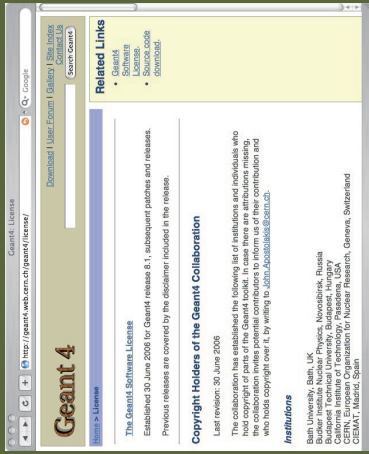 Geant4: License
http://geant4.web.cern.ch/geant4/license/
Q- Google
Geant 4
Download | User Forum | Gallery | Site Index
Contact Us
Search Geant4
Home > License
The Geant4 Software License
Established 30 June 2006 for Geant4 release 8.1, subsequent patches and releases.
Previous releases are covered by the disclaimer included in the release.
Copyright Holders of the Geant4 Collaboration
Last revision: 30 June 2006
The collaboration has established the following list of institutions and individuals who
hold copyright of parts of the Geant4 toolkit. In case there are attributions missing,
the collaboration invites potential contributors to inform us of their contribution and
who holds copyright over it, by writing to John.Apostolakis@cern.ch.
Institutions
Bath University, Bath, UK
Budker Institute Nuclear Physics, Novosibirsk, Russia
Budapest Technical University, Budapest, Hungary
California Institute of Technology, Pasadena, USA
CERN, European Organization for Nuclear Research, Geneva, Switzerland
CIEMAT, Madrid, Spain
Related Links
• Geant4
Software
License.
• Source code
download.